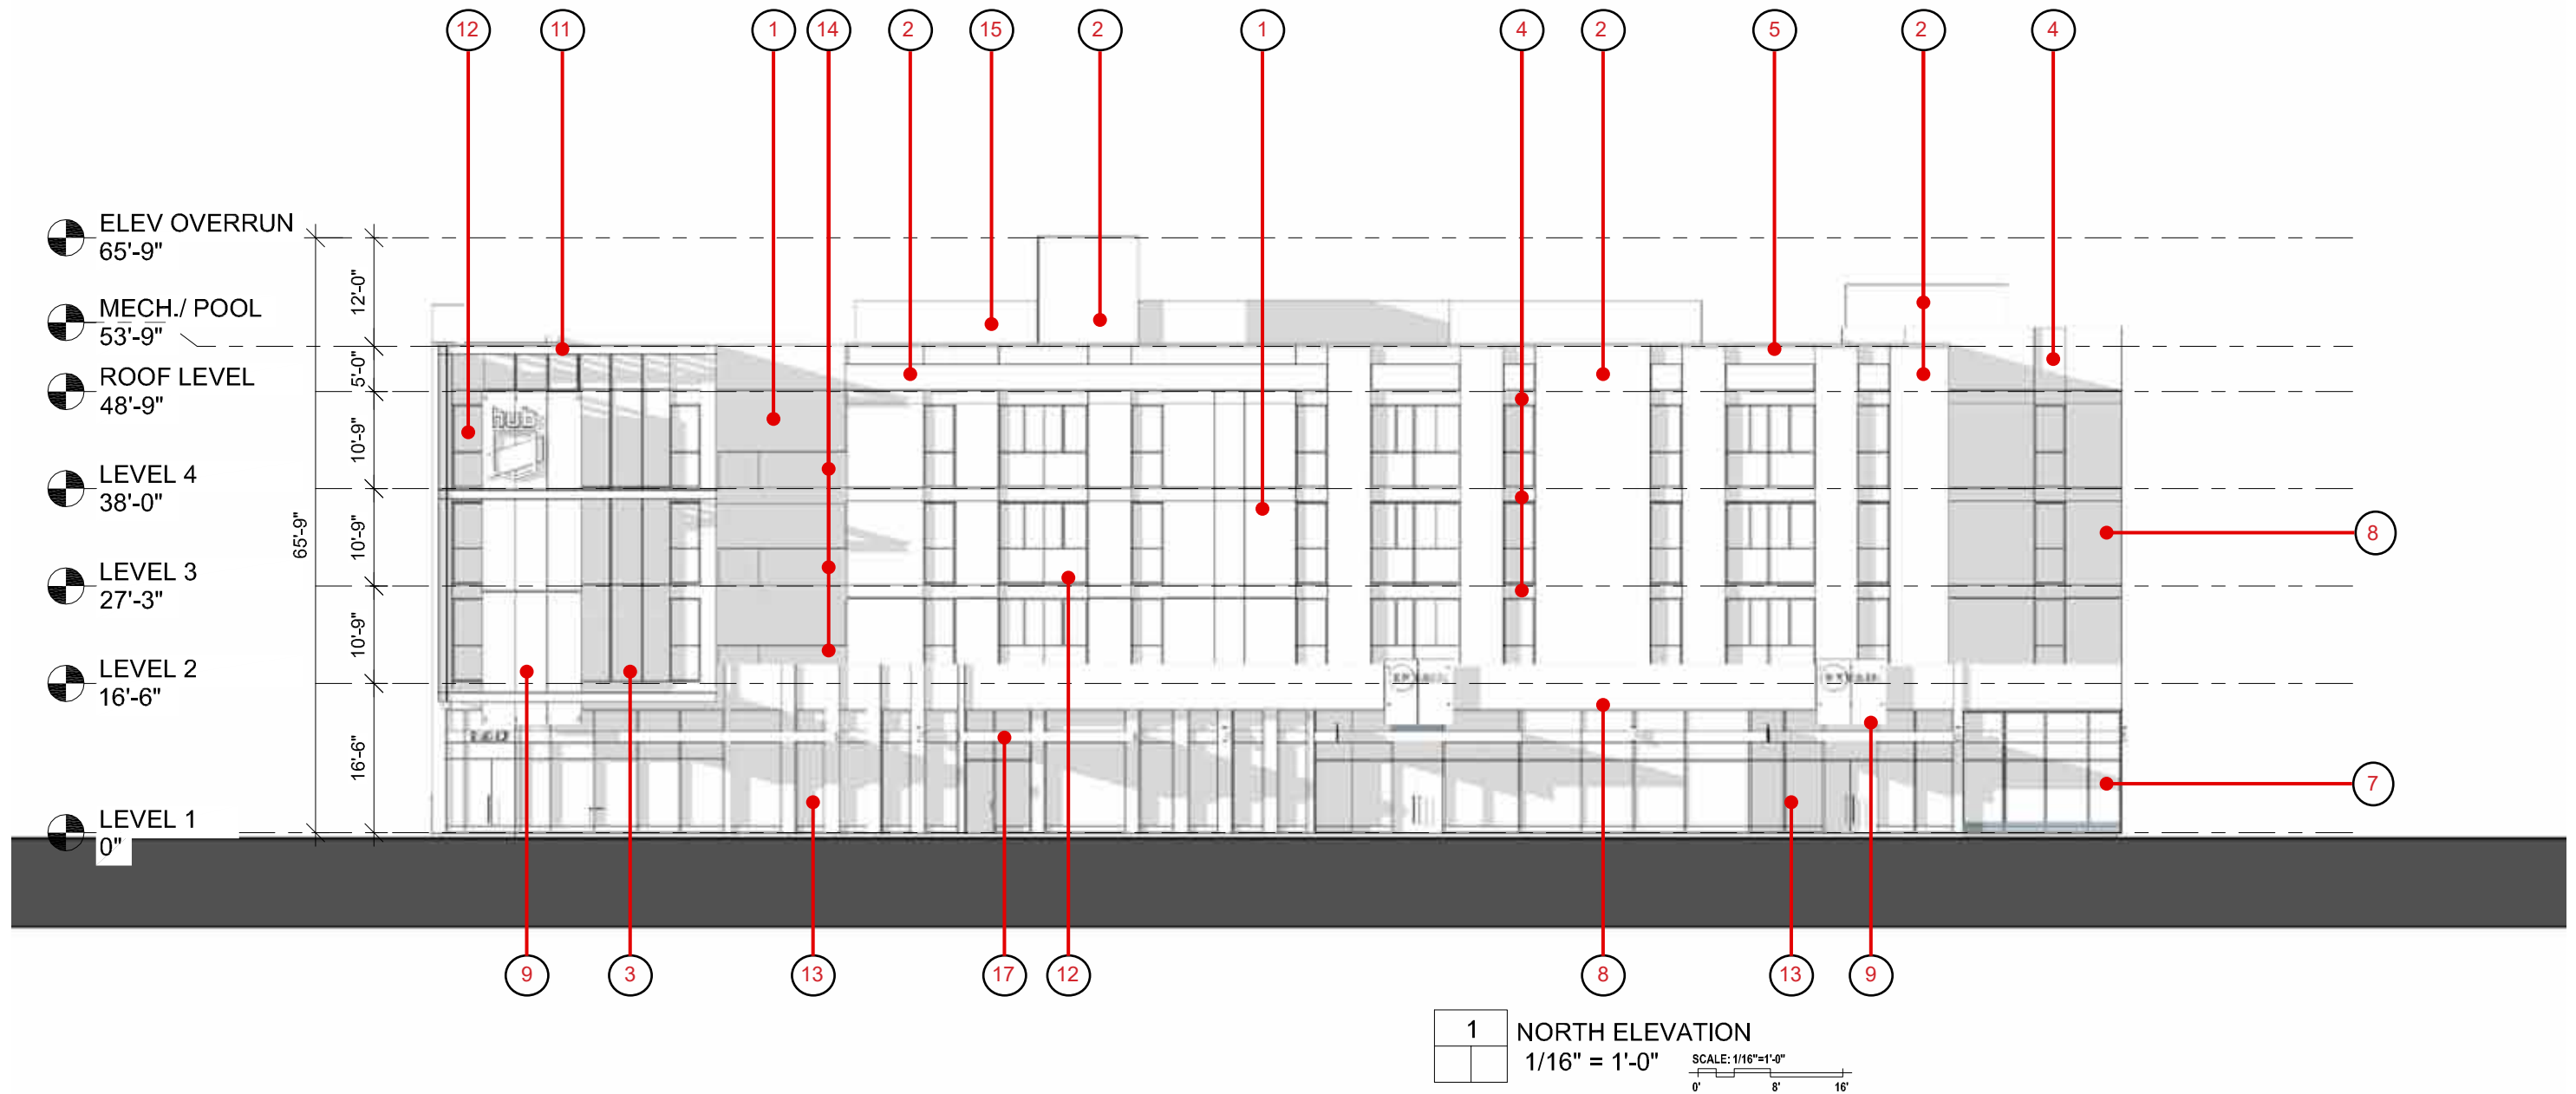 12 11 1 14 2 15 2 1 4 2 5 2 4
ELEV OVERRUN
65'-9"
12'-0"
MECH./ POOL
53'-9"
5'-0"
ROOF LEVEL
48'-9"
hub
10'-9"
LEVEL 4
38'-0"
65'-9"
10'-9"
8
LEVEL 3
27'-3"
10'-9"
LEVEL 2
16'-6"
16'-6"
7
LEVEL 1
0"
9 3 13 17 12 8 13 9
1 NORTH ELEVATION
1/16" = 1'-0"
SCALE: 1/16"=1'-0"
0' 8' 16'